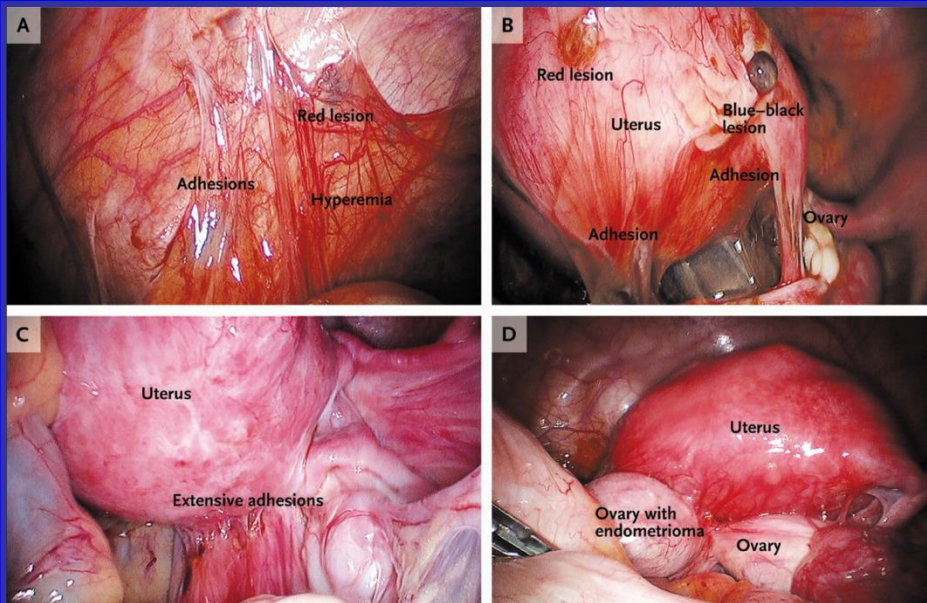 A
Red lesion
Adhesions
Hyperemia
B
Red lesion
Blue–black
lesion
Uterus
Adhesion
Ovary
Adhesion
C
Uterus
Extensive adhesions
D
Uterus
Ovary with
endometrioma
Ovary